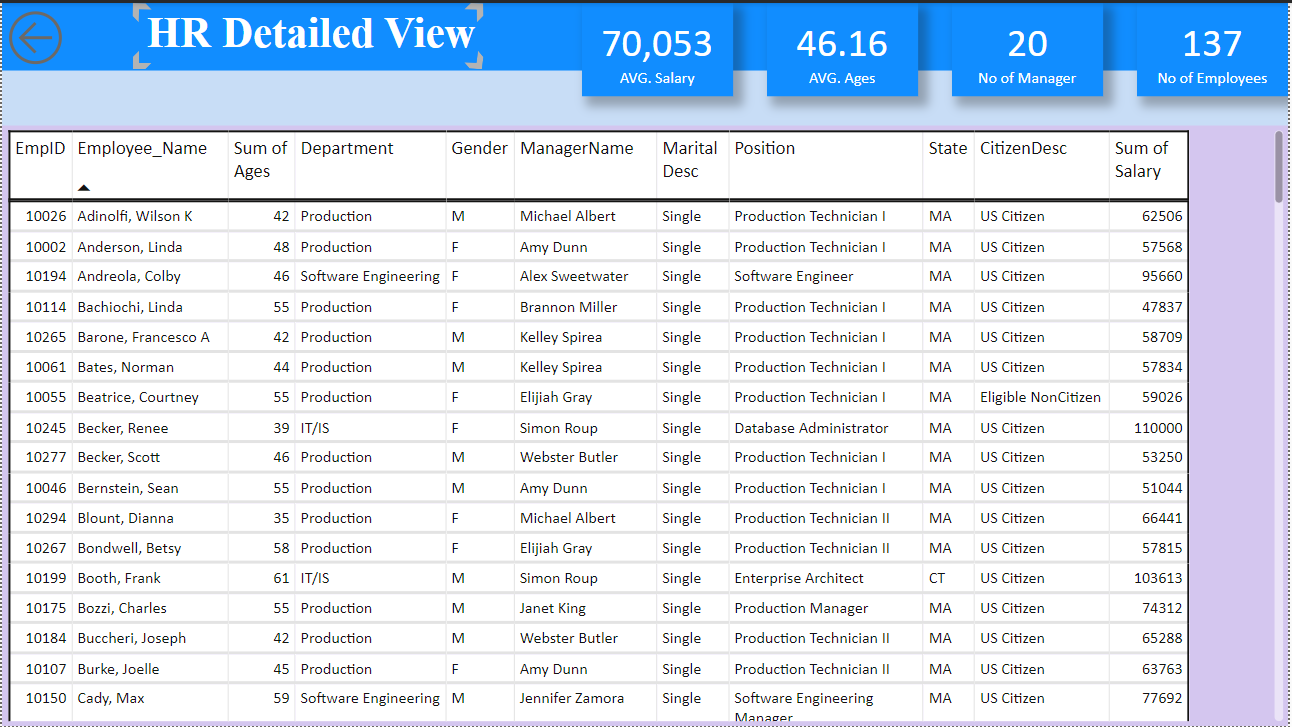 HR Detailed View
70,053
AVG. Salary
46.16
AVG. Ages
20
No of Manager
137
No of Employees
EmpID Employee_Name Sum of Ages Department Gender ManagerName Marital Desc Position State CitizenDesc Sum of Salary
10026 Adinolfi, Wilson K 42 Production M Michael Albert Single Production Technician I MA US Citizen 62506
10002 Anderson, Linda 48 Production F Amy Dunn Single Production Technician I MA US Citizen 57568
10194 Andreola, Colby 46 Software Engineering F Alex Sweetwater Single Software Engineer MA US Citizen 95660
10114 Bachiochi, Linda 55 Production F Brannon Miller Single Production Technician I MA US Citizen 47837
10265 Barone, Francesco A 42 Production M Kelley Spirea Single Production Technician I MA US Citizen 58709
10061 Bates, Norman 44 Production M Kelley Spirea Single Production Technician I MA US Citizen 57834
10055 Beatrice, Courtney 55 Production F Elijiah Gray Single Production Technician I MA Eligible NonCitizen 59026
10245 Becker, Renee 39 IT/IS F Simon Roup Single Database Administrator MA US Citizen 110000
10277 Becker, Scott 46 Production M Webster Butler Single Production Technician I MA US Citizen 53250
10046 Bernstein, Sean 55 Production M Amy Dunn Single Production Technician I MA US Citizen 51044
10294 Blount, Dianna 35 Production F Michael Albert Single Production Technician II MA US Citizen 66441
10267 Bondwell, Betsy 58 Production F Elijiah Gray Single Production Technician II MA US Citizen 57815
10199 Booth, Frank 61 IT/IS M Simon Roup Single Enterprise Architect CT US Citizen 103613
10175 Bozzi, Charles 55 Production M Janet King Single Production Manager MA US Citizen 74312
10184 Buccheri, Joseph 42 Production M Webster Butler Single Production Technician II MA US Citizen 65288
10107 Burke, Joelle 45 Production F Amy Dunn Single Production Technician II MA US Citizen 63763
10150 Cady, Max 59 Software Engineering M Jennifer Zamora Single Software Engineering MA US Citizen 77692
Manager